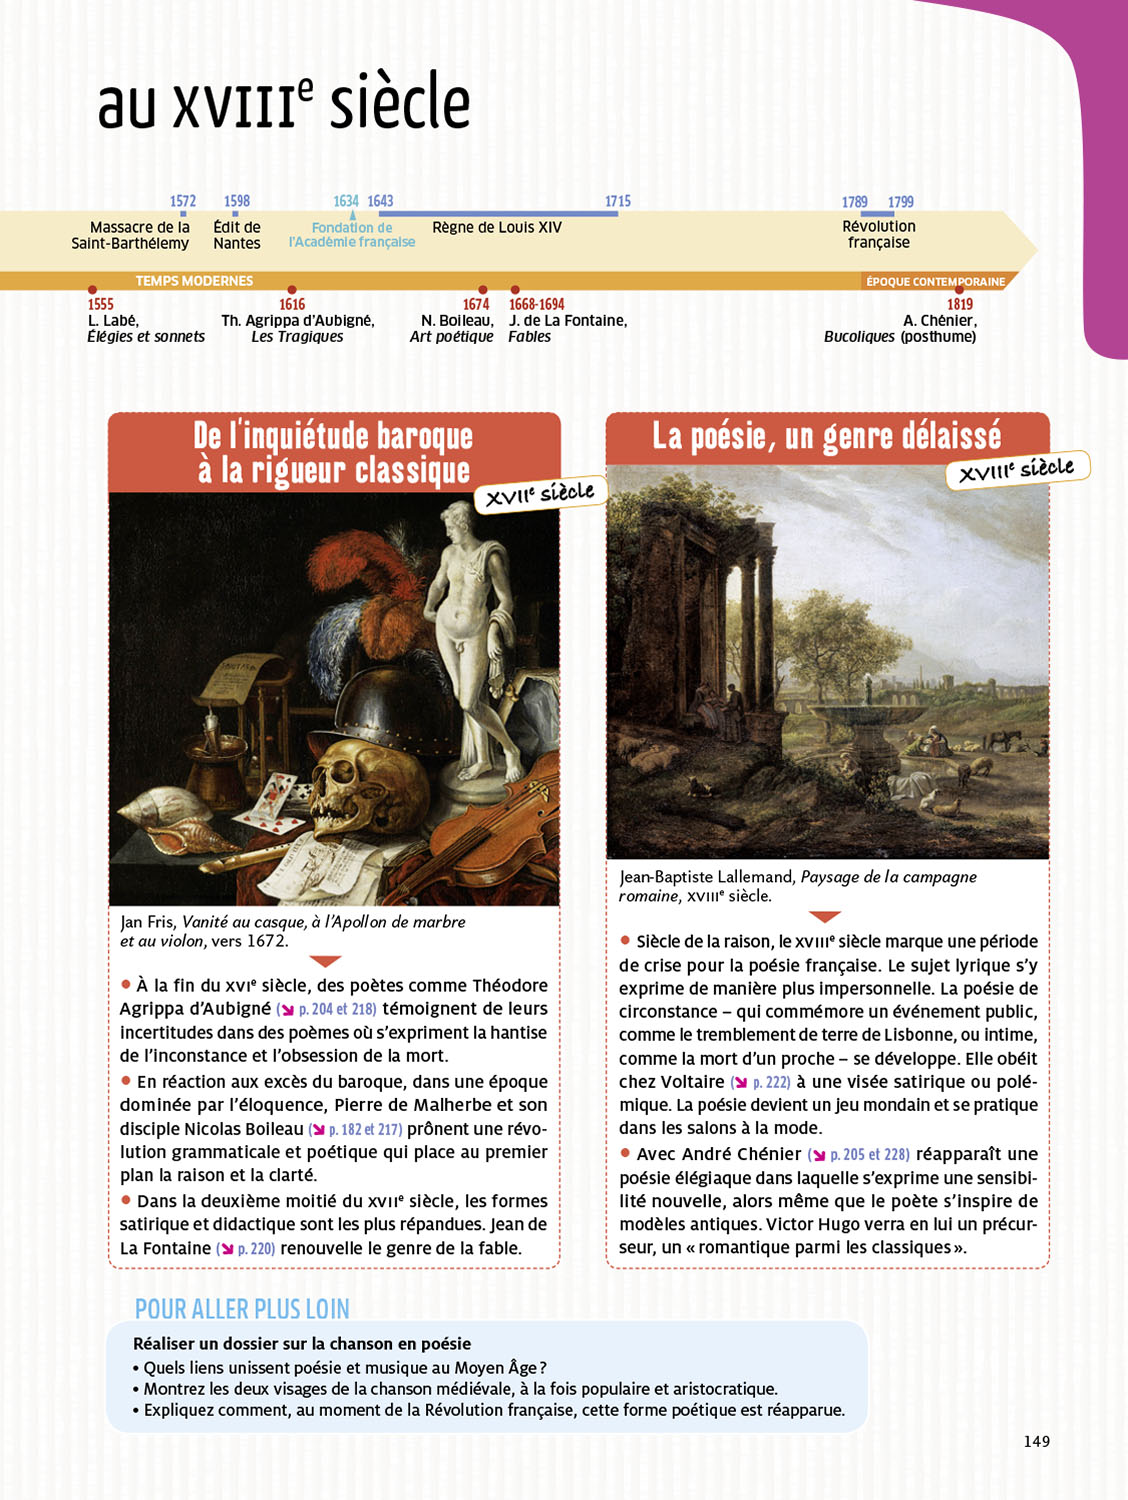 au XVIIIe siècle
1572
1598
1634
1643
1715
1789
1799
Massacre de la
Saint-Barthélemy
Édit de
Nantes
Fondation de
l'Académie française
Règne de Louis XIV
Révolution
française
TEMPS MODERNES
ÉPOQUE CONTEMPORAINE
1555
L. Labé,
Élégies et sonnets
1616
Th. Agrippa d'Aubigné,
Les Tragiques
1674
N. Boileau,
Art poétique
1668-1694
J. de La Fontaine,
Fables
1819
A. Chénier,
Bucoliques (posthume)
De l'inquiétude baroque
à la rigueur classique
XVIIe siècle
Jan Fris, Vanité au casque, à l'Apollon de marbre
et au violon, vers 1672.
• À la fin du XVIe siècle, des poètes comme Théodore
Agrippa d'Aubigné (↘ p. 204 et 218) témoignent de leurs
incertitudes dans des poèmes où s'expriment la hantise
de l'inconstance et l'obsession de la mort.
• En réaction aux excès du baroque, dans une époque
dominée par l'éloquence, Pierre de Malherbe et son
disciple Nicolas Boileau (↘ p. 182 et 217) prônent une révo-
lution grammaticale et poétique qui place au premier
plan la raison et la clarté.
• Dans la deuxième moitié du XVIIe siècle, les formes
satirique et didactique sont les plus répandues. Jean de
La Fontaine (↘ p. 220) renouvelle le genre de la fable.
La poésie, un genre délaissé
XVIIIe siècle
Jean-Baptiste Lallemand, Paysage de la campagne
romaine, XVIIIe siècle.
• Siècle de la raison, le XVIIIe siècle marque une période
de crise pour la poésie française. Le sujet lyrique s'y
exprime de manière plus impersonnelle. La poésie de
circonstance – qui commémore un événement public,
comme le tremblement de terre de Lisbonne, ou intime,
comme la mort d'un proche – se développe. Elle obéit
chez Voltaire (↘ p. 222) à une visée satirique ou polé-
mique. La poésie devient un jeu mondain et se pratique
dans les salons à la mode.
• Avec André Chénier (↘ p. 205 et 228) réapparaît une
poésie élégiaque dans laquelle s'exprime une sensibi-
lité nouvelle, alors même que le poète s'inspire de
modèles antiques. Victor Hugo verra en lui un précur-
seur, un « romantique parmi les classiques ».
POUR ALLER PLUS LOIN
Réaliser un dossier sur la chanson en poésie
• Quels liens unissent poésie et musique au Moyen Âge ?
• Montrez les deux visages de la chanson médiévale, à la fois populaire et aristocratique.
• Expliquez comment, au moment de la Révolution française, cette forme poétique est réapparue.
149